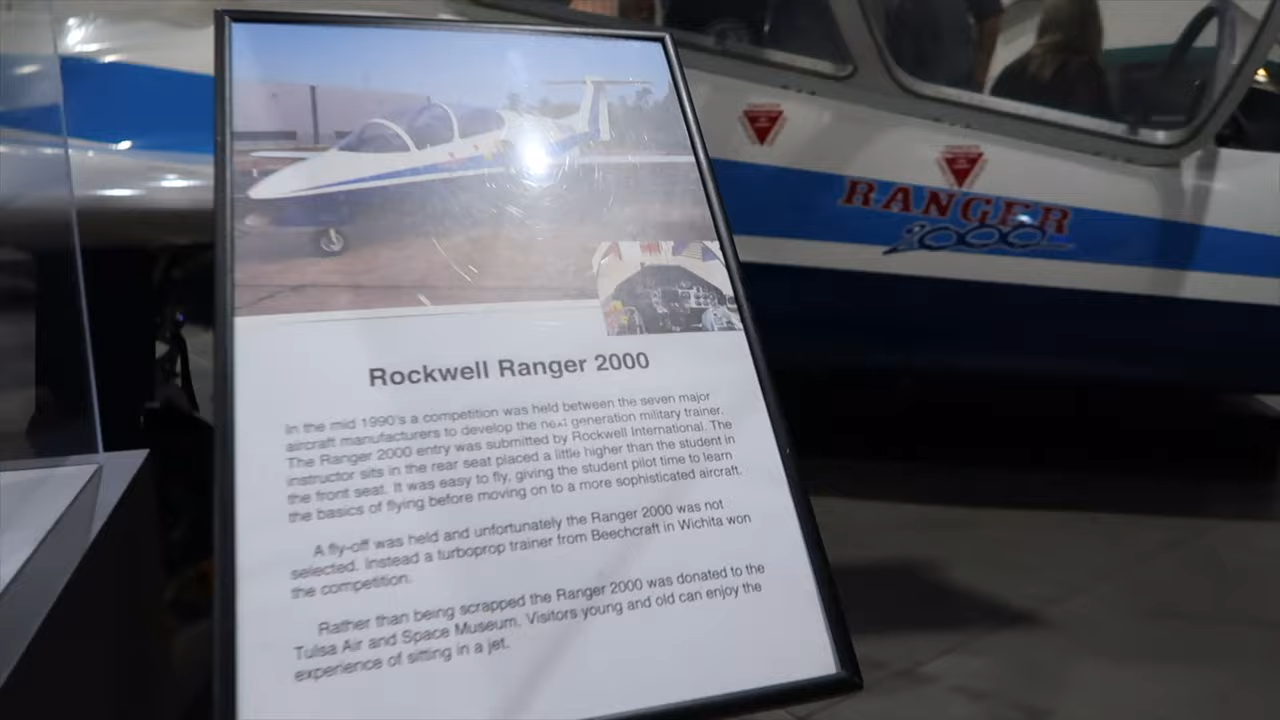 Rockwell Ranger 2000
In the mid 1990's a competition was held between the seven major
aircraft manufacturers to develop the next generation military trainer.
The Ranger 2000 entry was submitted by Rockwell International. The
instructor sits in the rear seat placed a little higher than the student in
the front seat. It was easy to fly, giving the student pilot time to learn
the basics of flying before moving on to a more sophisticated aircraft.
A fly-off was held and unfortunately the Ranger 2000 was not
selected. Instead a turboprop trainer from Beechcraft in Wichita won
the competition.
Rather than being scrapped the Ranger 2000 was donated to the
Tulsa Air and Space Museum. Visitors young and old can enjoy the
experience of sitting in a jet.
RANGER
2000